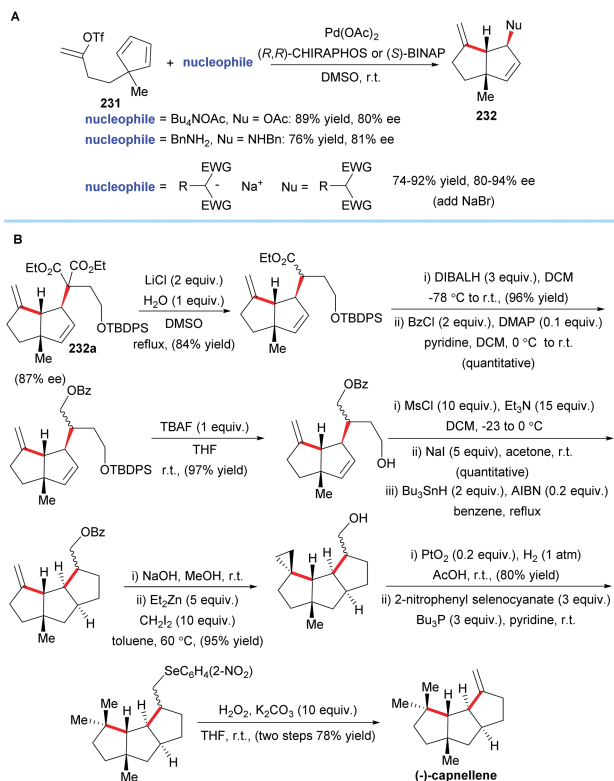 A
OTf
Me
231
+ nucleophile
Pd(OAc)2
(R,R)-CHIRAPHOS or (S)-BINAP
DMSO, r.t.
H
Nu
Me
232
nucleophile = Bu4NOAc, Nu = OAc: 89% yield, 80% ee
nucleophile = BnNH2, Nu = NHBn: 76% yield, 81% ee
nucleophile = R EWG - EWG Na+ Nu = R EWG EWG
74-92% yield, 80-94% ee
(add NaBr)
B
EtO2C CO2Et
H
OTBDPS
Me
232a
(87% ee)
LiCl (2 equiv.)
H2O (1 equiv.)
DMSO
reflux, (84% yield)
EtO2C
H
OTBDPS
Me
i) DIBALH (3 equiv.), DCM
-78 °C to r.t., (96% yield)
ii) BzCl (2 equiv.), DMAP (0.1 equiv.)
pyridine, DCM, 0 °C to r.t.
(quantitative)
OBz
H
OTBDPS
Me
TBAF (1 equiv.)
THF
r.t., (97% yield)
OBz
H
OH
Me
i) MsCl (10 equiv.), Et3N (15 equiv.)
DCM, -23 to 0 °C
ii) NaI (5 equiv), acetone, r.t.
(quantitative)
iii) Bu3SnH (2 equiv.), AIBN (0.2 equiv.)
benzene, reflux
OBz
H H
H
Me
i) NaOH, MeOH, r.t.
ii) Et2Zn (5 equiv.)
CH2I2 (10 equiv.)
toluene, 60 °C, (95% yield)
OH
H H
H
Me
i) PtO2 (0.2 equiv.), H2 (1 atm)
AcOH, r.t., (80% yield)
ii) 2-nitrophenyl selenocyanate (3 equiv.)
Bu3P (3 equiv.), pyridine, r.t.
SeC6H4(2-NO2)
Me H H
Me
H
Me
H2O2, K2CO3 (10 equiv.)
THF, r.t., (two steps 78% yield)
Me H H
Me
H
Me
(-)-capnellene